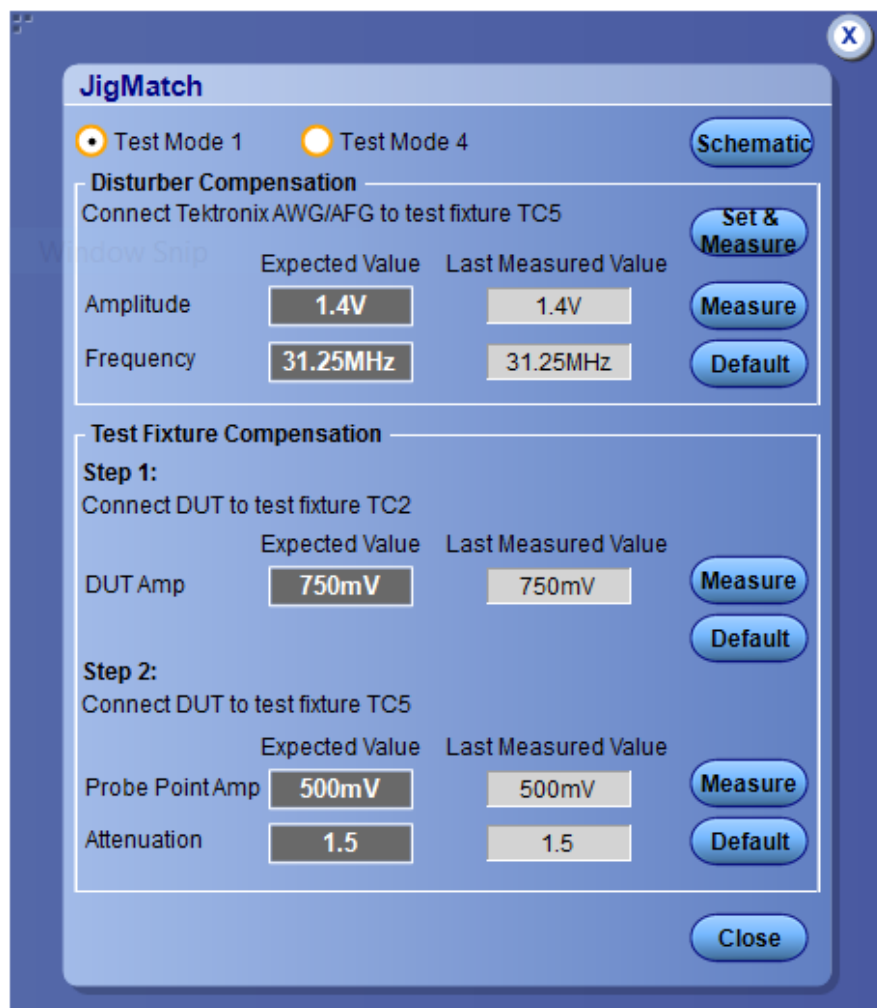 X
JigMatch
Test Mode 1 Test Mode 4 Schematic
Disturber Compensation
Connect Tektronix AWG/AFG to test fixture TC5
Set & Measure
Window Snip
Expected Value Last Measured Value
Amplitude 1.4V 1.4V Measure
Frequency 31.25MHz 31.25MHz Default
Test Fixture Compensation
Step 1:
Connect DUT to test fixture TC2
Expected Value Last Measured Value
DUT Amp 750mV 750mV Measure
Default
Step 2:
Connect DUT to test fixture TC5
Expected Value Last Measured Value
Probe Point Amp 500mV 500mV Measure
Attenuation 1.5 1.5 Default
Close